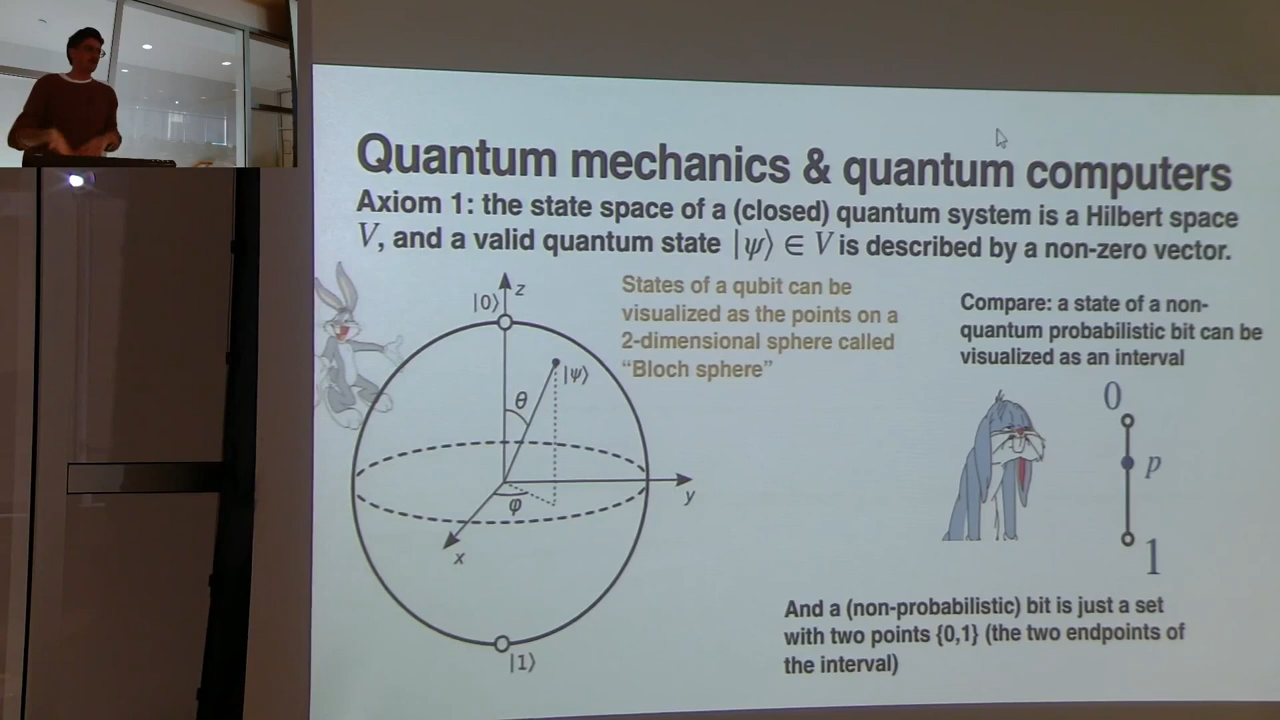 Quantum mechanics & quantum computers
Axiom 1: the state space of a (closed) quantum system is a Hilbert space
V, and a valid quantum state |ψ⟩ ∈ V is described by a non-zero vector.
States of a qubit can be
visualized as the points on a
2-dimensional sphere called
“Bloch sphere”
|0⟩
z
|ψ⟩
θ
φ
y
x
|1⟩
Compare: a state of a non-
quantum probabilistic bit can be
visualized as an interval
0
p
1
And a (non-probabilistic) bit is just a set
with two points {0,1} (the two endpoints of
the interval)